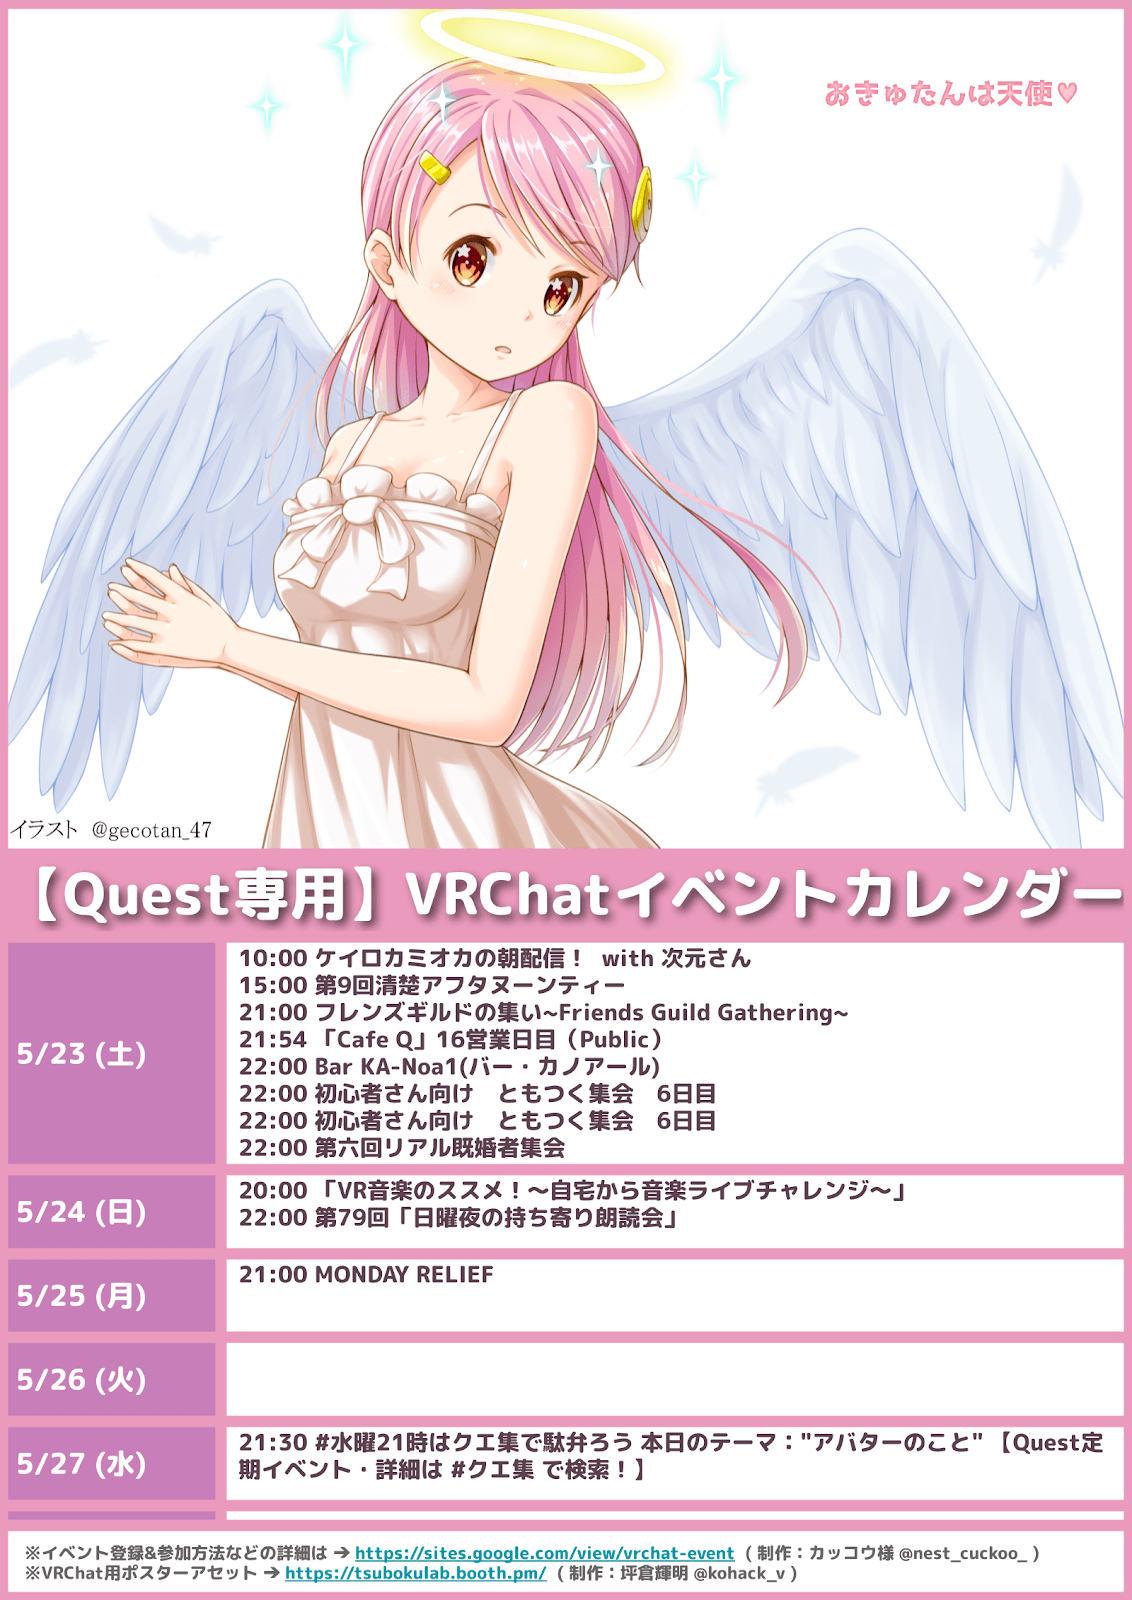 おきゅたんは天使♥
イラスト @gecotan_47
【Quest専用】VRChatイベントカレンダー
5/23 (土)
10:00 ケイロカミオカの朝配信！ with 次元さん
15:00 第9回清楚アフタヌーンティー
21:00 フレンズギルドの集い~Friends Guild Gathering~
21:54 「Cafe Q」16営業日目（Public）
22:00 Bar KA-Noa1(バー・カノアール)
22:00 初心者さん向け　ともつく集会　6日目
22:00 初心者さん向け　ともつく集会　6日目
22:00 第六回リアル既婚者集会
5/24 (日)
20:00 「VR音楽のススメ！～自宅から音楽ライブチャレンジ～」
22:00 第79回「日曜夜の持ち寄り朗読会」
5/25 (月)
21:00 MONDAY RELIEF
5/26 (火)
5/27 (水)
21:30 #水曜21時はクエ集で駄弁ろう 本日のテーマ："アバターのこと" 【Quest定
期イベント・詳細は #クエ集 で検索！】
※イベント登録&参加方法などの詳細は ➔ https://sites.google.com/view/vrchat-event （ 制作：カッコウ様 @nest_cuckoo_ ）
※VRChat用ポスターアセット ➔ https://tsubokulab.booth.pm/ （ 制作：坪倉輝明 @kohack_v ）